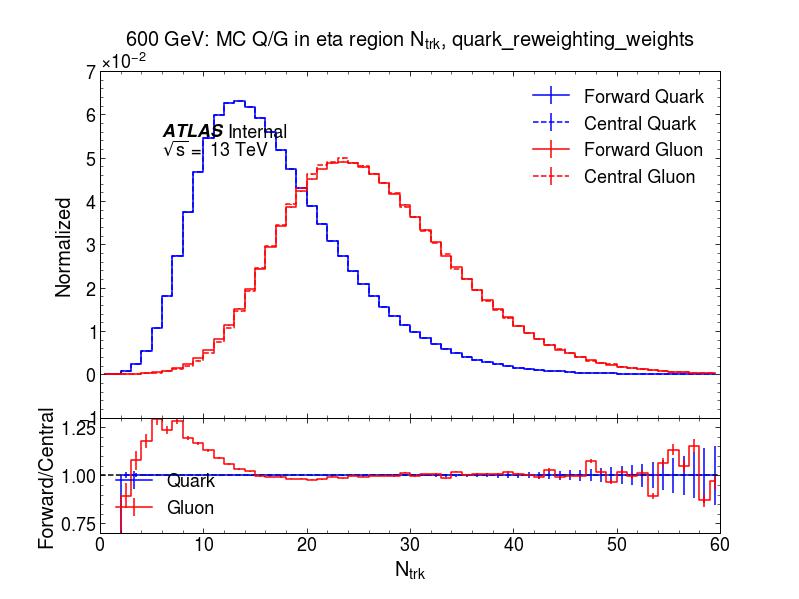 600 GeV: MC Q/G in eta region Ntrk, quark_reweighting_weights
×10−2
7
6
5
4
3
2
1
0
−1
Normalized
ATLAS Internal
√s = 13 TeV
Forward Quark
Central Quark
Forward Gluon
Central Gluon
1.25
1.00
0.75
Forward/Central
Quark
Gluon
0 10 20 30 40 50 60
Ntrk